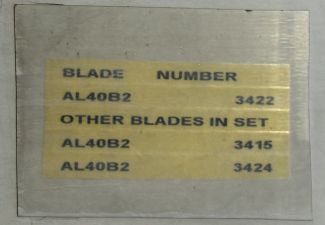 BLADE NUMBER
AL40B2 3422
OTHER BLADES IN SET
AL40B2 3415
AL40B2 3424